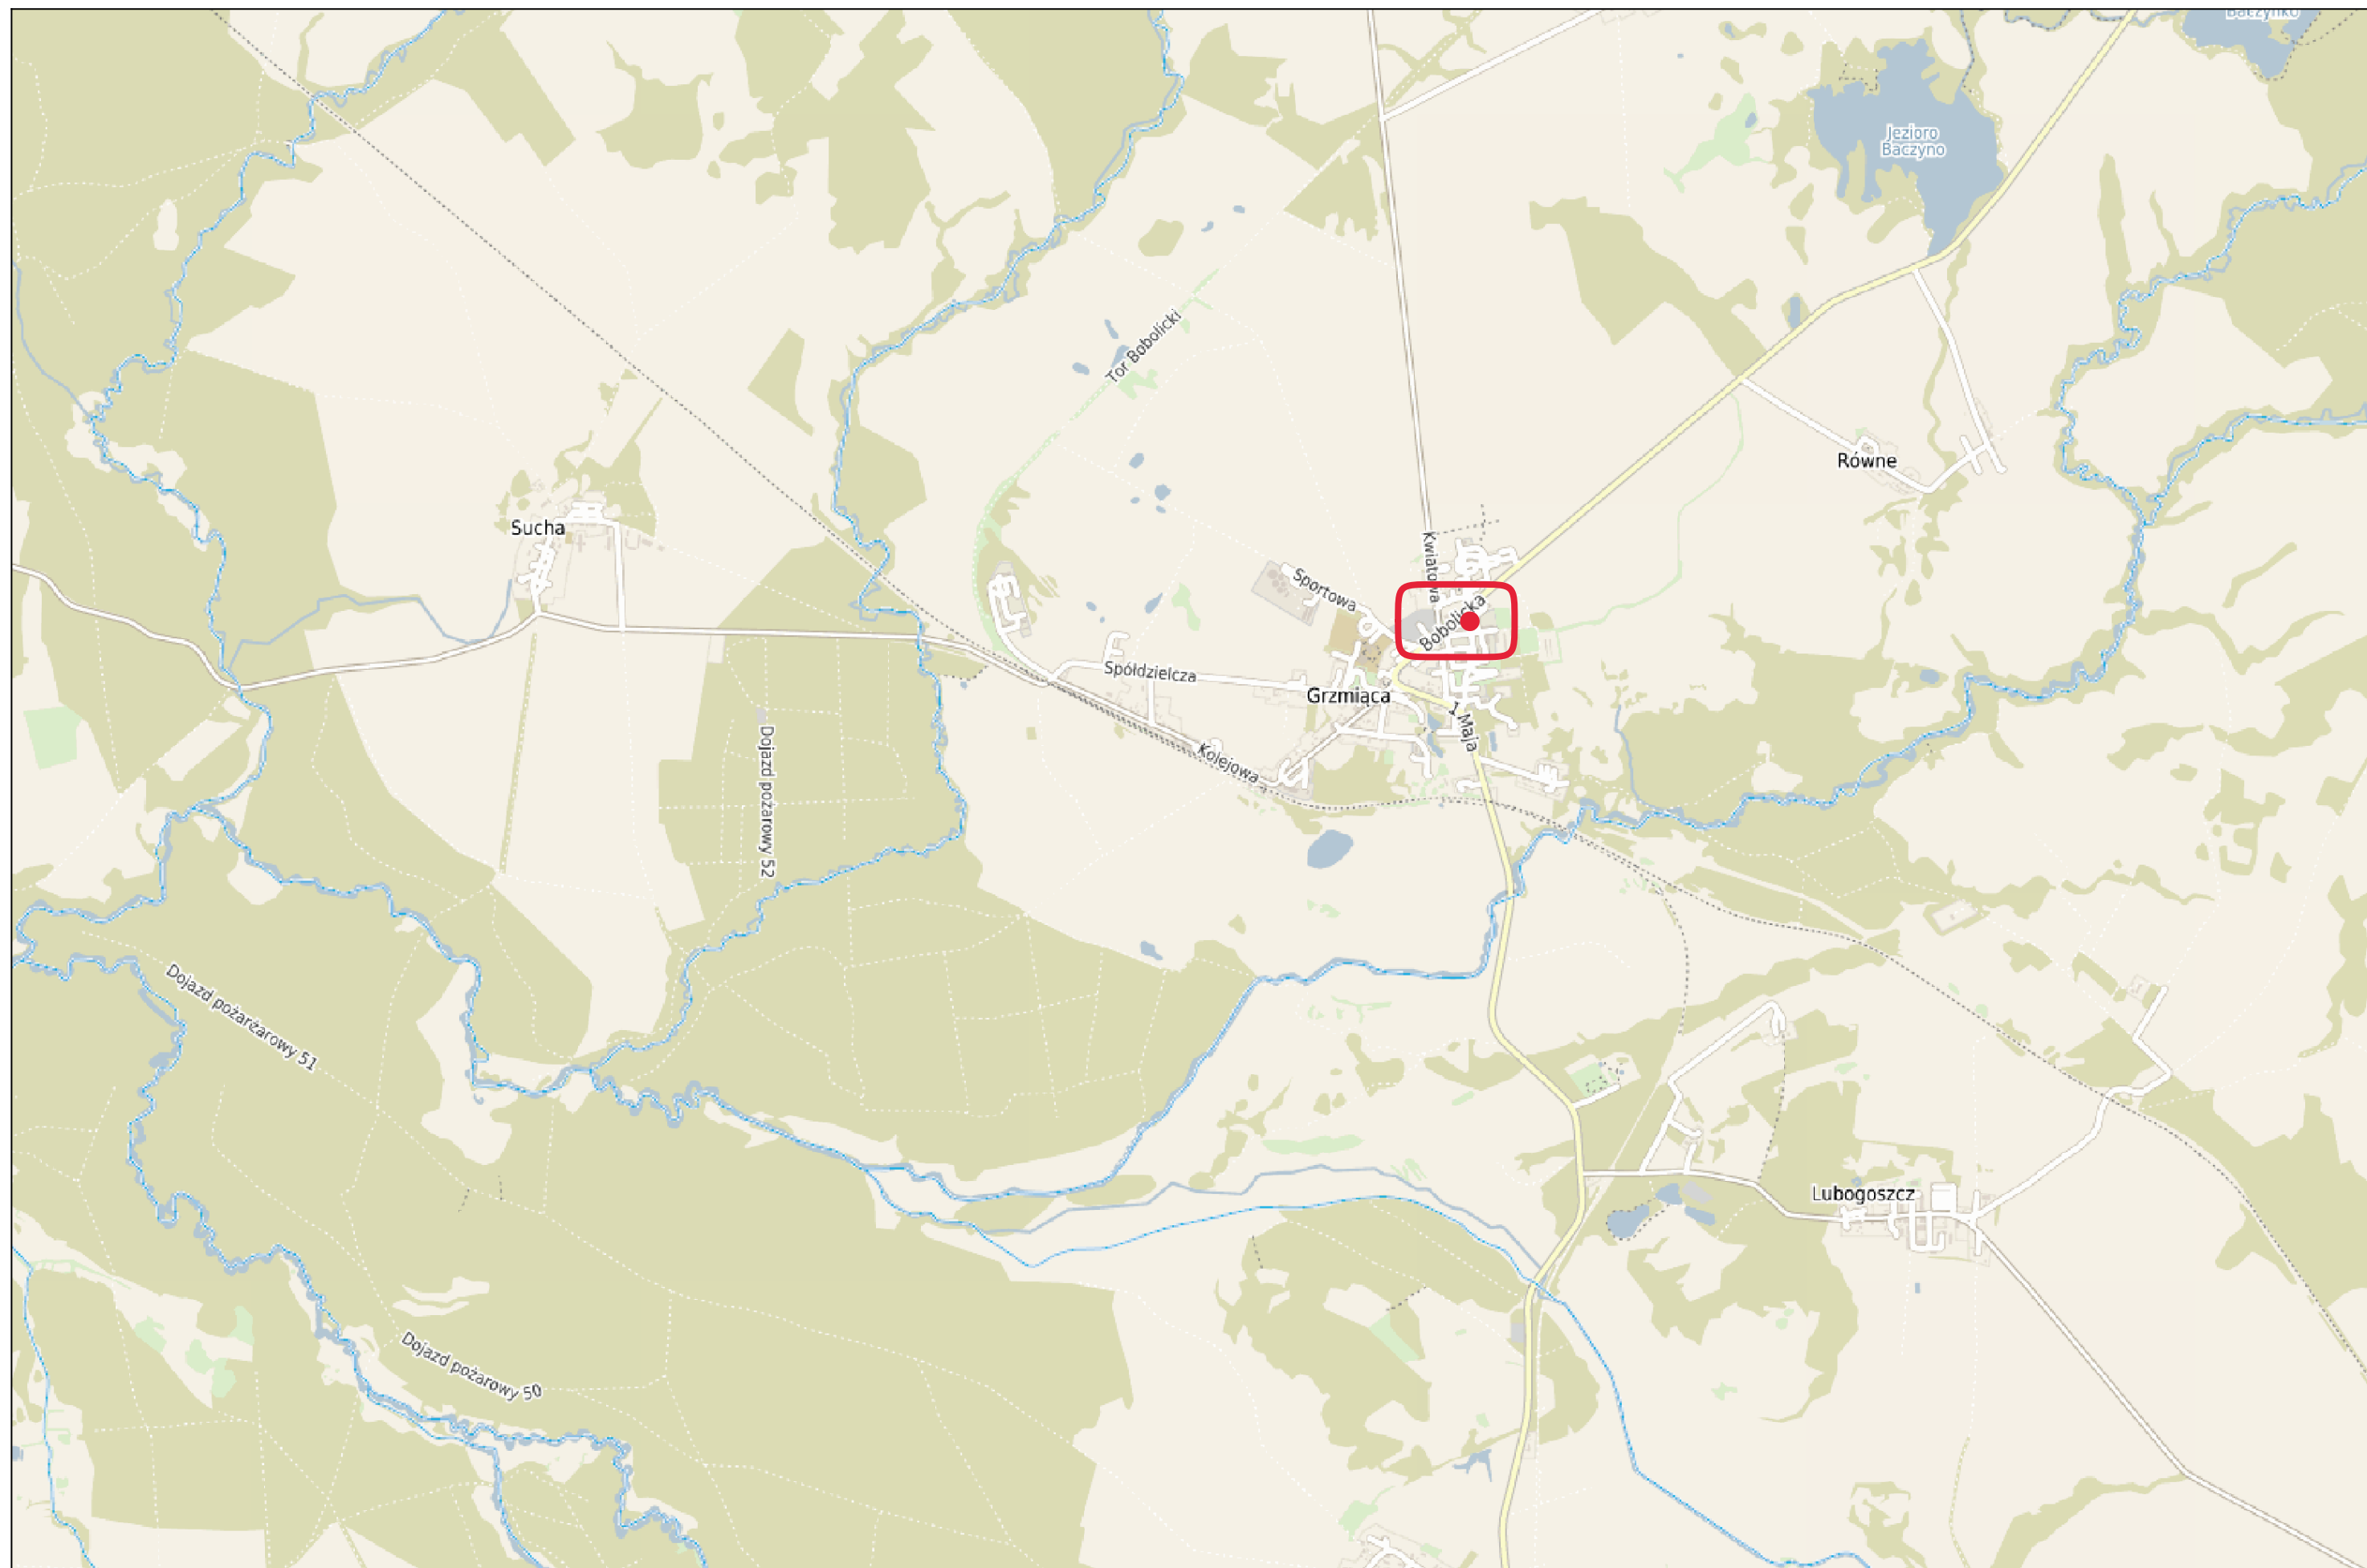 Baczynko
Jezioro
Baczyno
Tor Bobolicki
Równe
Sucha
Kwiatowa
Sportowa
Bobolicka
Spółdzielcza
Grzmiąca
1 Maja
Kolejowa
Dojazd pożarowy 52
Dojazd pożarżarowy 51
Lubogoszcz
Dojazd pożarowy 50